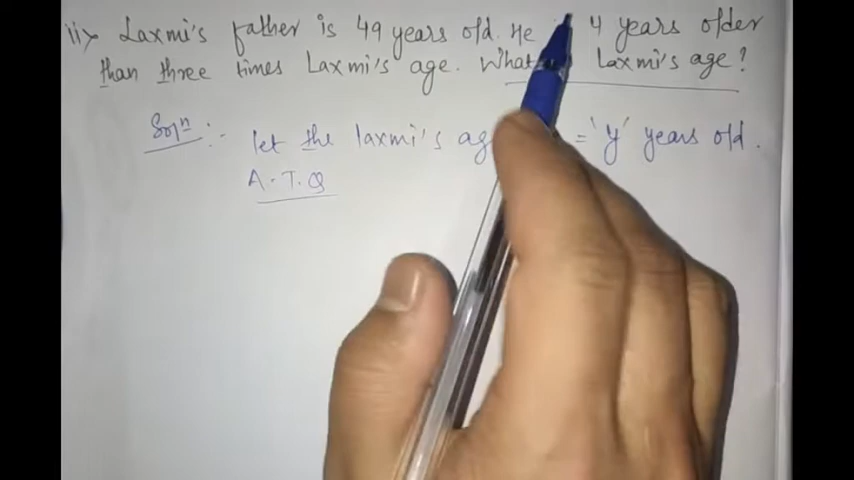 ii> Laxmi's father is 49 years old. He 4 years older
than three times Laxmi's age. What Laxmi's age?
Solⁿ :- let the laxmi's ag = 'y' years old.
A.T.Q